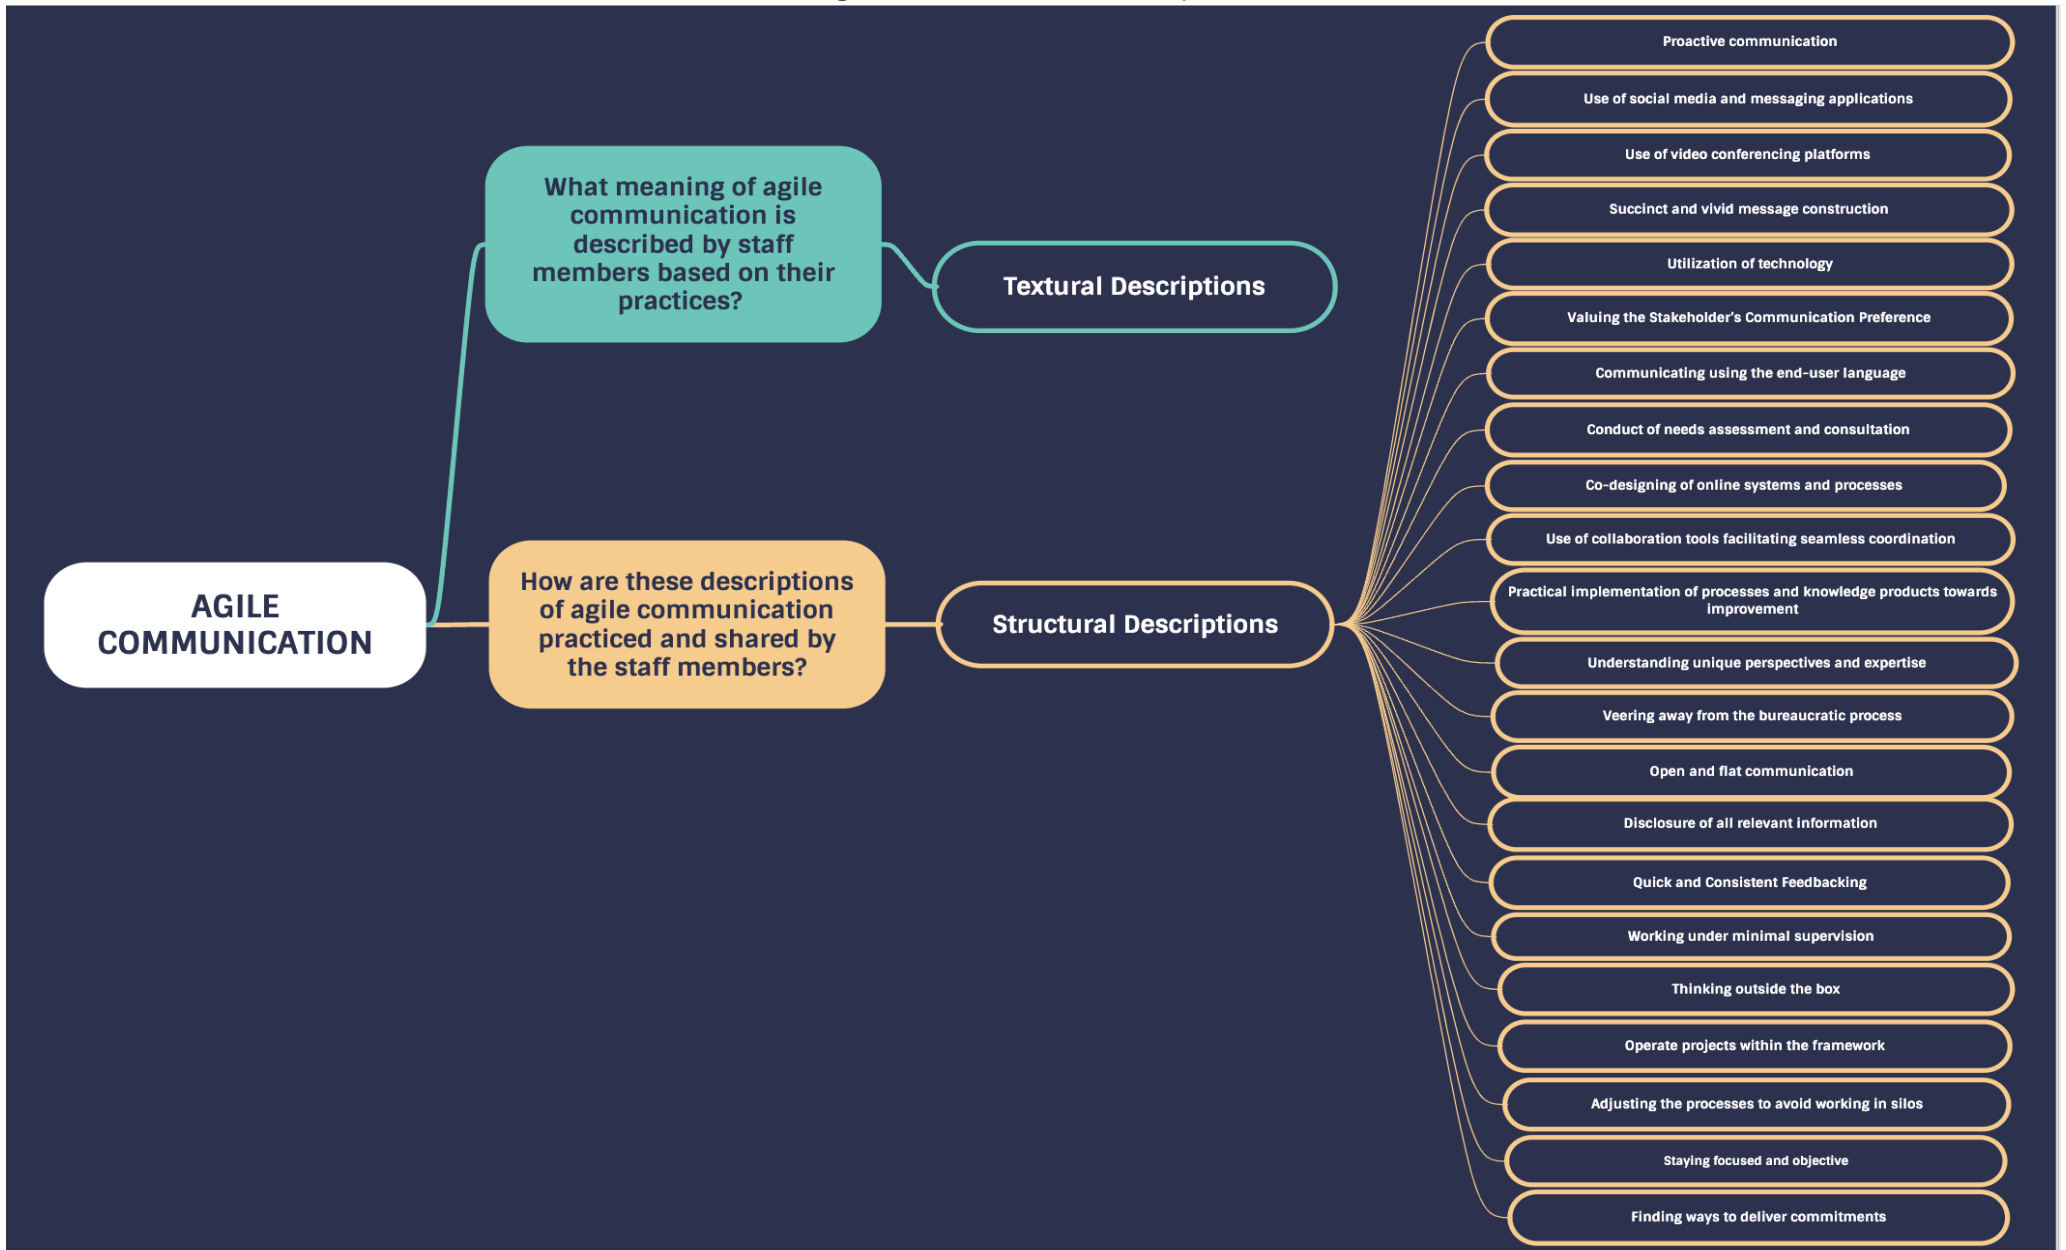 AGILE
COMMUNICATION
What meaning of agile
communication is
described by staff
members based on their
practices?
Textural Descriptions
How are these descriptions
of agile communication
practiced and shared by
the staff members?
Structural Descriptions
Proactive communication
Use of social media and messaging applications
Use of video conferencing platforms
Succinct and vivid message construction
Utilization of technology
Valuing the Stakeholder's Communication Preference
Communicating using the end-user language
Conduct of needs assessment and consultation
Co-designing of online systems and processes
Use of collaboration tools facilitating seamless coordination
Practical implementation of processes and knowledge products towards
improvement
Understanding unique perspectives and expertise
Veering away from the bureaucratic process
Open and flat communication
Disclosure of all relevant information
Quick and Consistent Feedbacking
Working under minimal supervision
Thinking outside the box
Operate projects within the framework
Adjusting the processes to avoid working in silos
Staying focused and objective
Finding ways to deliver commitments